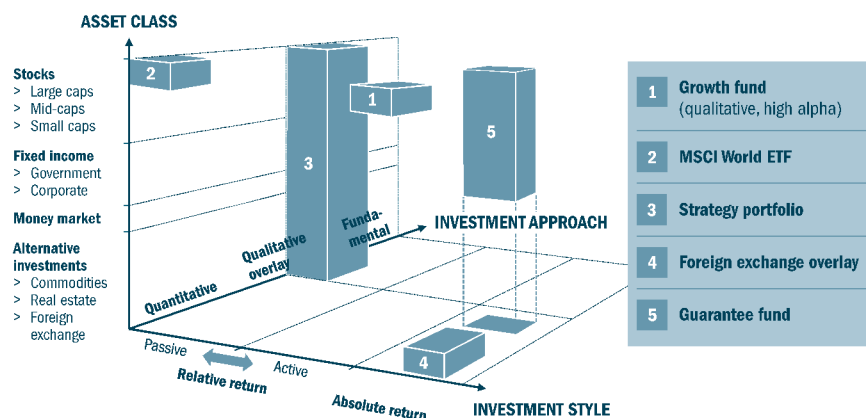 ASSET CLASS
Stocks
> Large caps
> Mid-caps
> Small caps
Fixed income
> Government
> Corporate
Money market
Alternative
investments
> Commodities
> Real estate
> Foreign
exchange
2
3
1
5
4
Funda-
mental
Qualitative
overlay
Quantitative
INVESTMENT APPROACH
Passive
Active
Relative return
Absolute return
INVESTMENT STYLE
1 Growth fund
(qualitative, high alpha)
2 MSCI World ETF
3 Strategy portfolio
4 Foreign exchange overlay
5 Guarantee fund